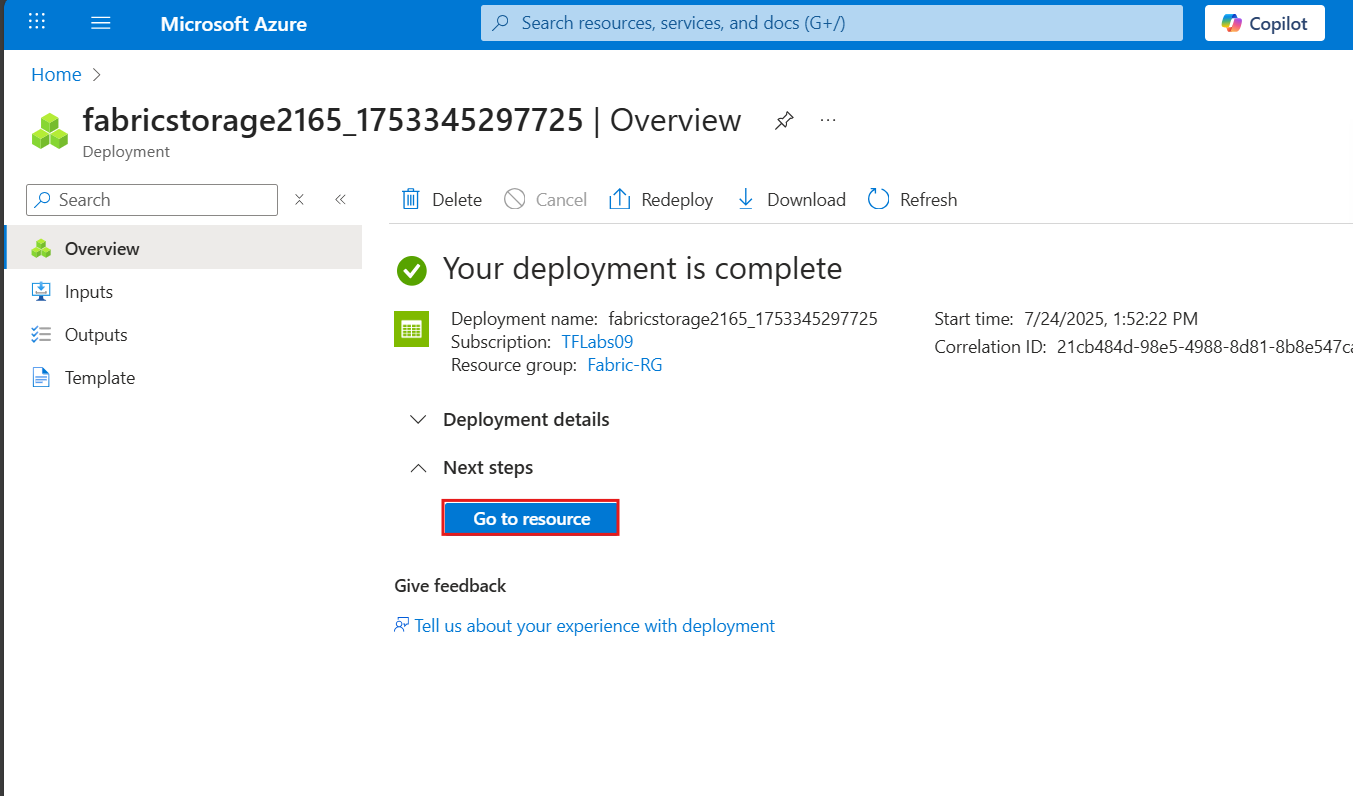 Microsoft Azure
Search resources, services, and docs (G+/)
Copilot
Home
fabricstorage2165_1753345297725 | Overview
Deployment
Search
Delete
Cancel
Redeploy
Download
Refresh
Overview
Inputs
Outputs
Template
Your deployment is complete
Deployment name: fabricstorage2165_1753345297725
Subscription: TFLabs09
Resource group: Fabric-RG
Start time: 7/24/2025, 1:52:22 PM
Correlation ID: 21cb484d-98e5-4988-8d81-8b8e547ca
Deployment details
Next steps
Go to resource
Give feedback
Tell us about your experience with deployment